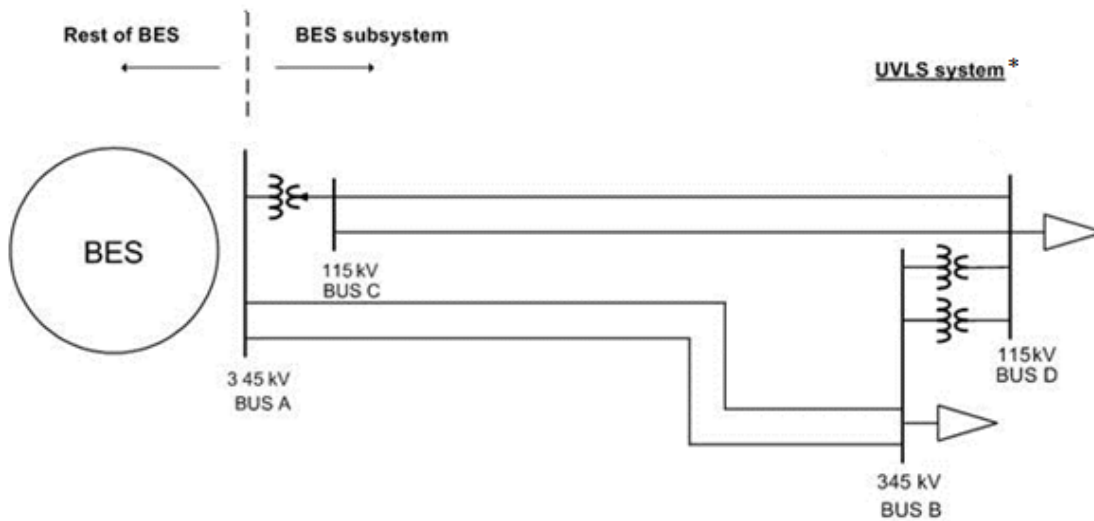 Rest of BES
BES subsystem
UVLS system*
BES
115 kV
BUS C
3 45 kV
BUS A
115kV
BUS D
345 kV
BUS B